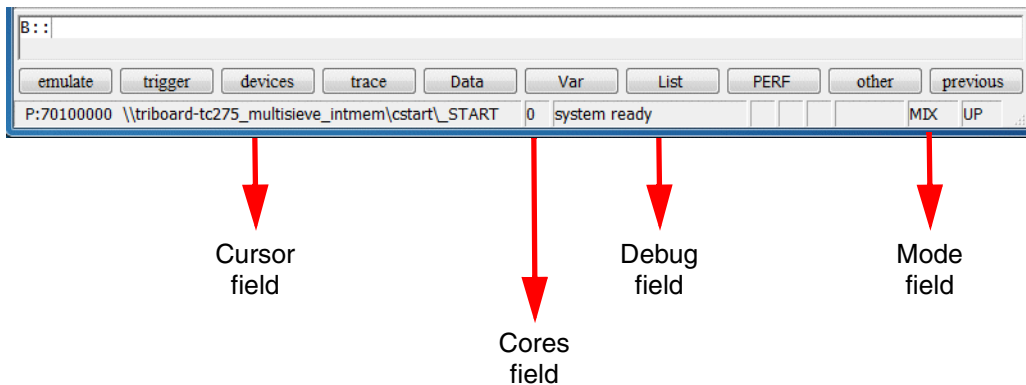 B::
emulate trigger devices trace Data Var List PERF other previous
P:70100000 \\triboard-tc275_multisieve_intmem\cstart\_START 0 system ready MIX UP
Cursor
field
Debug
field
Mode
field
Cores
field